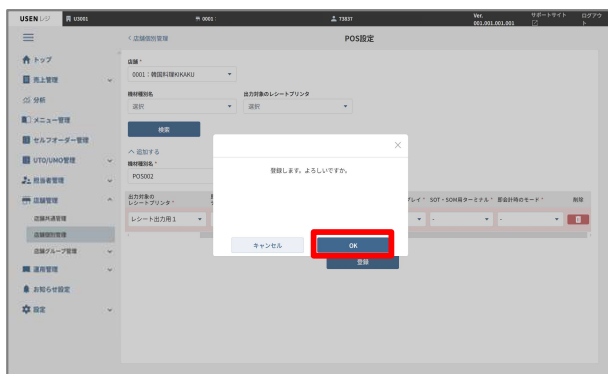 USEN レジ
U3001
0001 :
73837
Ver.
001.001.001.001
サポートサイト
ログアウト
店舗個別管理
POS設定
トップ
売上管理
分析
メニュー管理
セルフオーダー管理
UTO/UMO管理
担当者管理
店舗管理
店舗共通管理
店舗個別管理
店舗グループ管理
運用管理
お知らせ設定
設定
店舗 *
0001：韓国料理KIKAKU
機材種別名
出力対象のレシートプリンタ
選択
選択
検索
追加する
機材種別名 *
POS002
出力対象の
レシートプリンタ *
プレイ *
SOT・SOM用ターミナル *
即会計時のモード *
削除
レシート出力用１
-
-
登録します。よろしいですか。
キャンセル
OK
登録